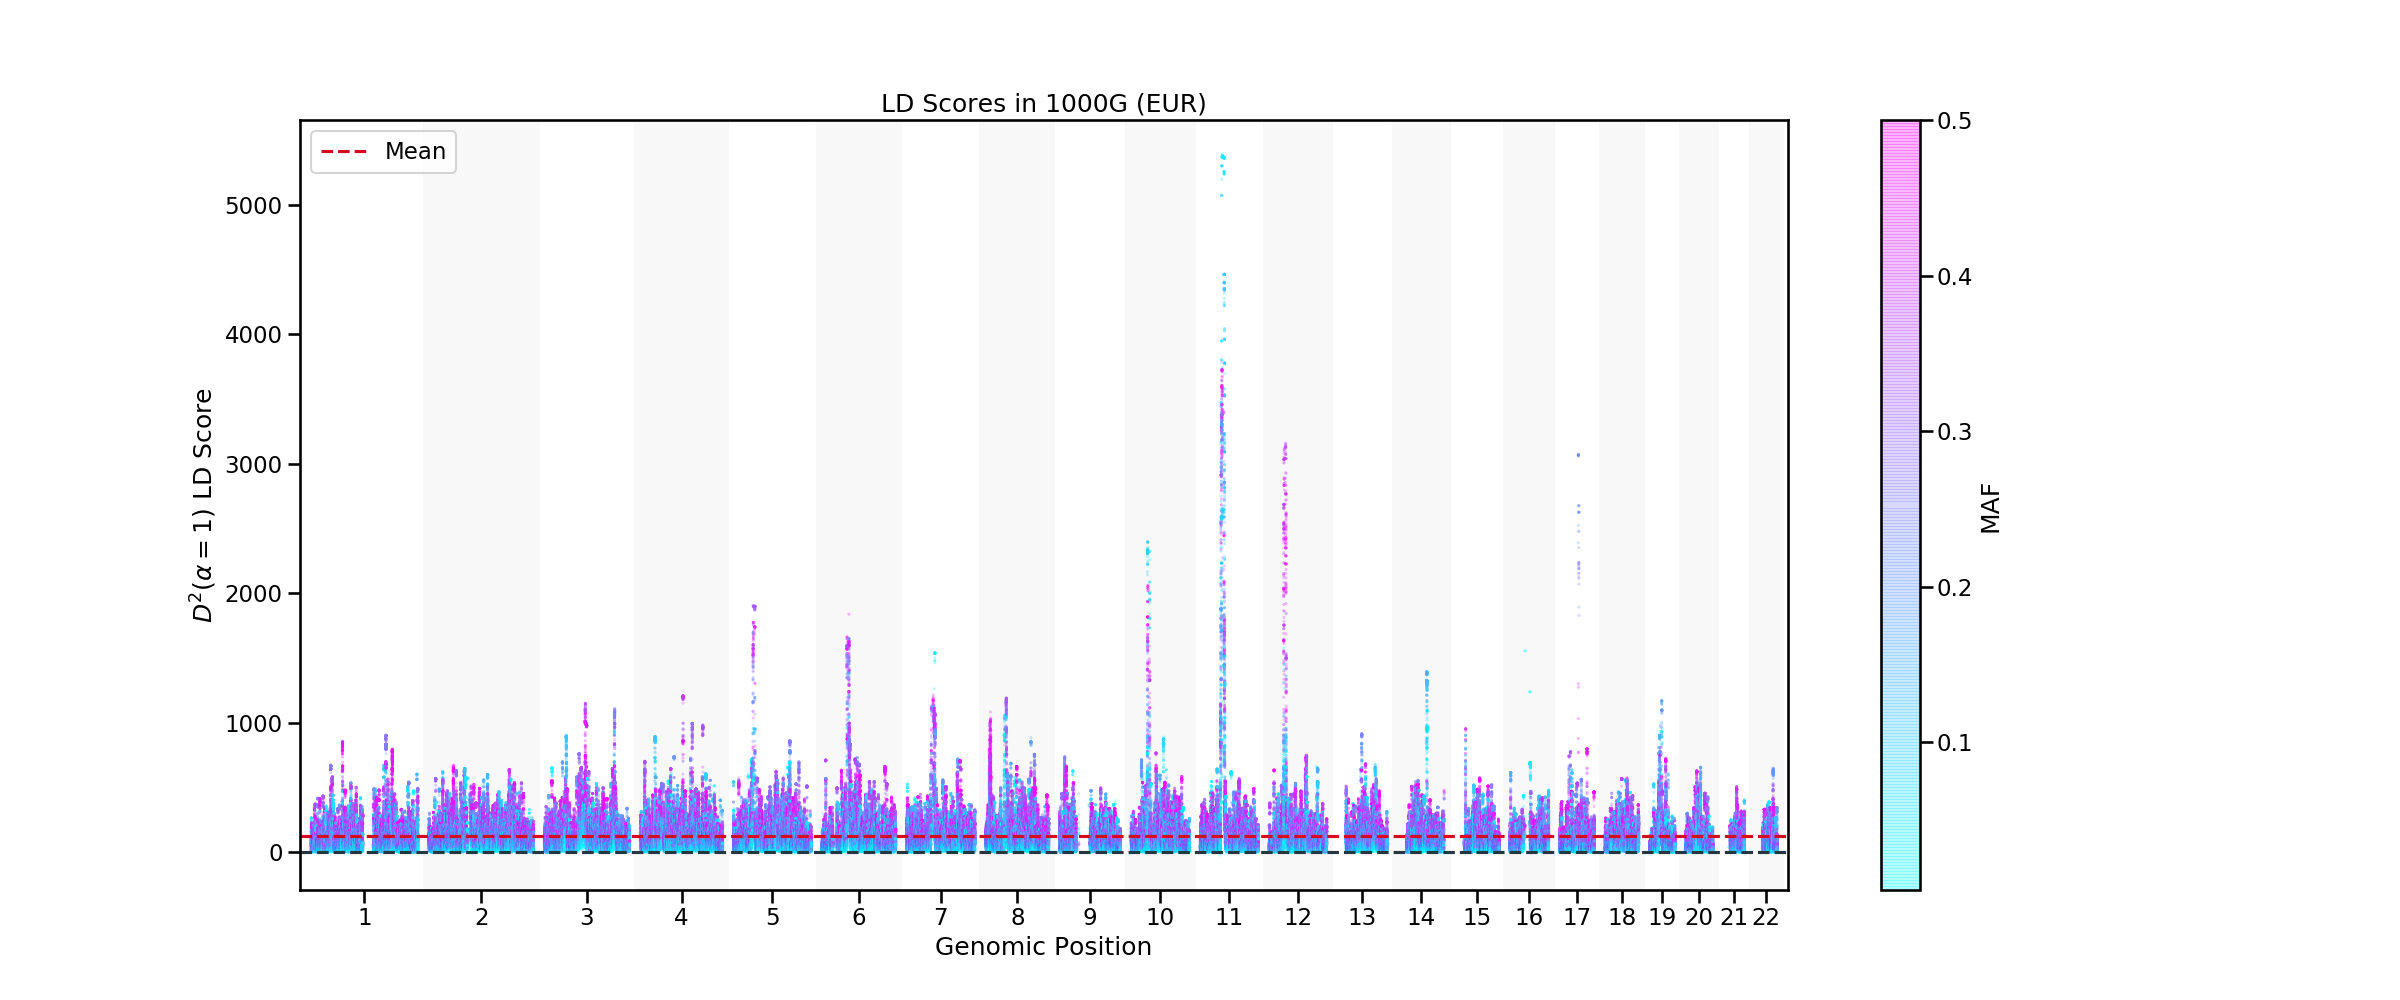 LD Scores in 1000G (EUR)
Mean
5000
4000
3000
2000
1000
0
D²(α = 1) LD Score
1 2 3 4 5 6 7 8 9 10 11 12 13 14 15 16 17 18 19 20 21 22
Genomic Position
0.5
0.4
0.3
0.2
0.1
MAF